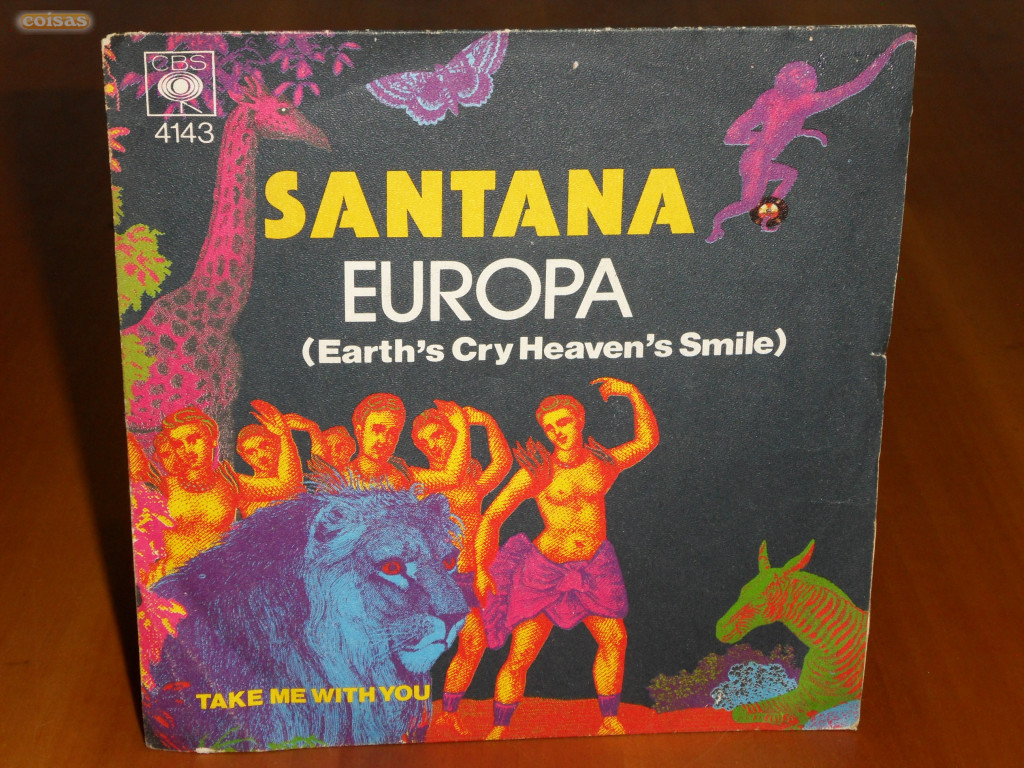 coisas
CBS
4143
SANTANA
EUROPA
(Earth's Cry Heaven's Smile)
TAKE ME WITH YOU